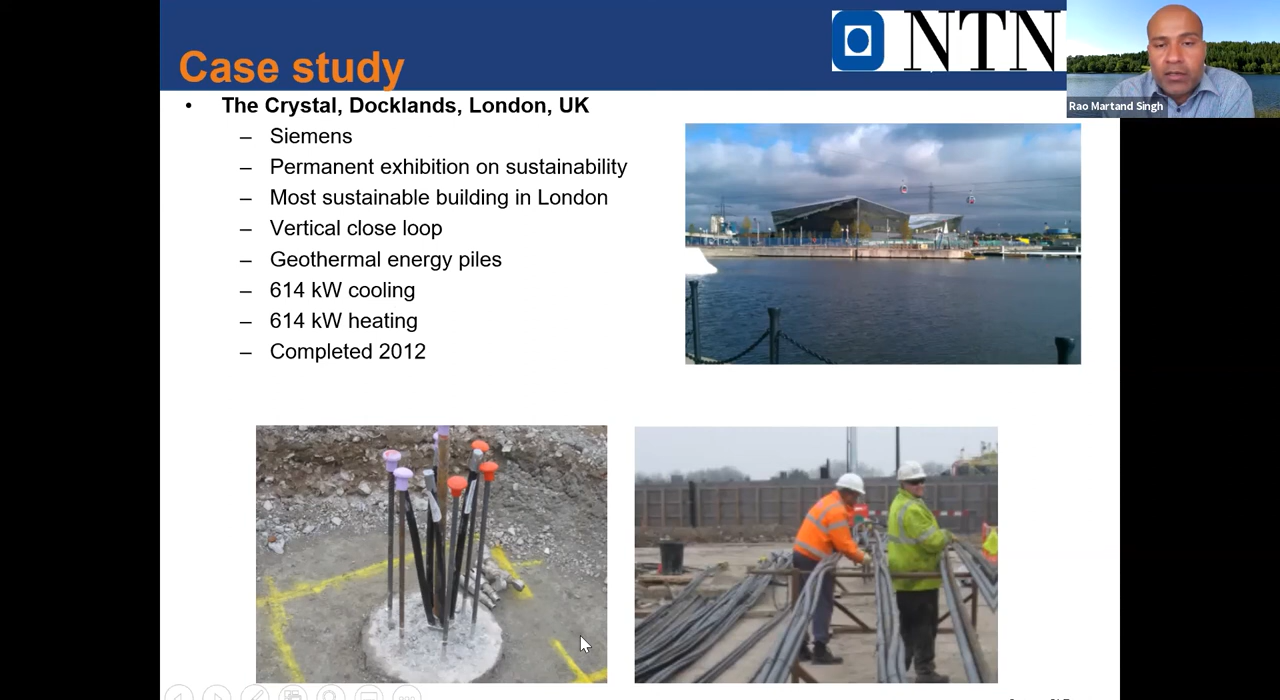 Case study
NTN
Rao Martand Singh
• The Crystal, Docklands, London, UK
– Siemens
– Permanent exhibition on sustainability
– Most sustainable building in London
– Vertical close loop
– Geothermal energy piles
– 614 kW cooling
– 614 kW heating
– Completed 2012